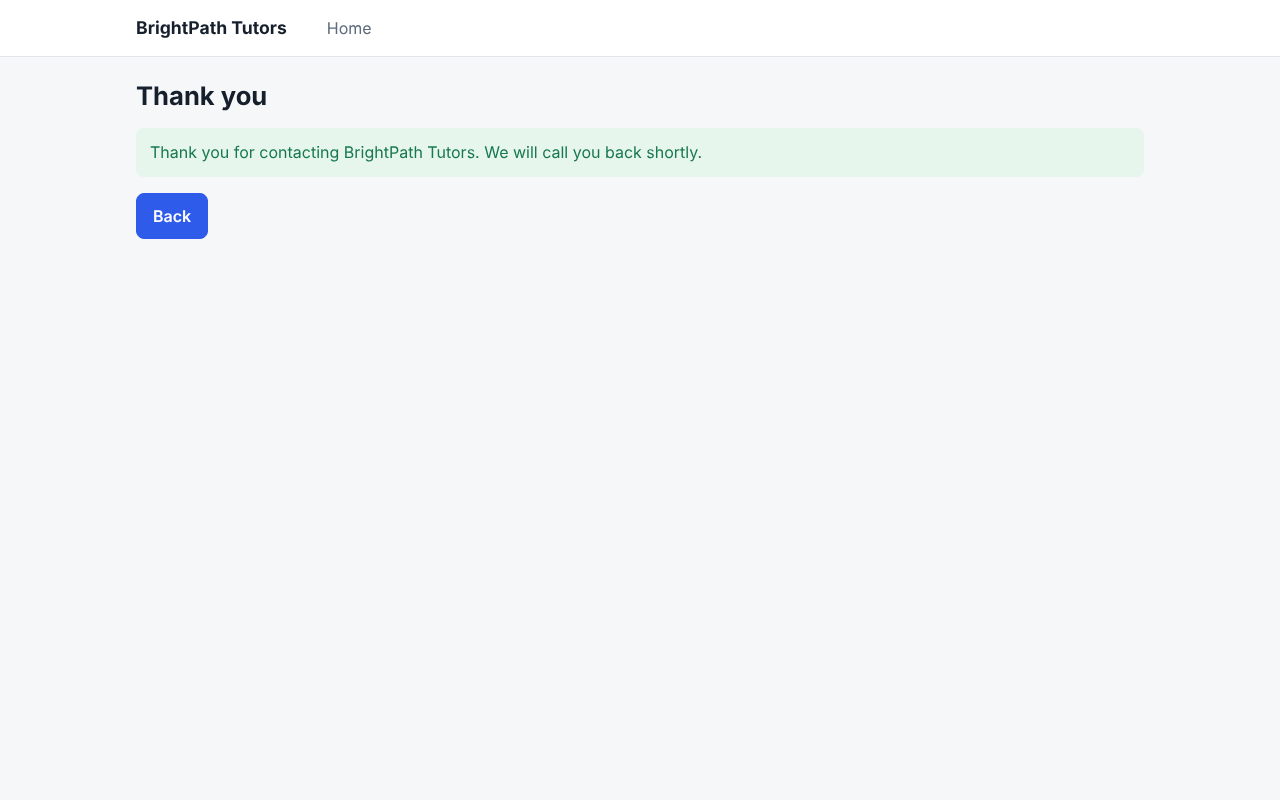 BrightPath Tutors
Home
Thank you
Thank you for contacting BrightPath Tutors. We will call you back shortly.
Back